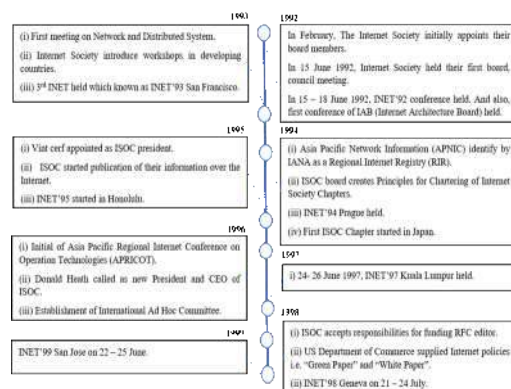 1993
(i) First meeting on Network and Distributed System.
(ii) Internet Society introduce workshops in developing
countries.
(iii) 3rd INET held which known as INET'93 San Francisco.
1992
In February, The Internet Society initially appoints their
board members.
In 15 June 1992, Internet Society held their first board,
council meeting.
In 15 – 18 June 1992, INET'92 conference held. And also,
first conference of IAB (Internet Architecture Board) held.
1995
(i) Vint cerf appointed as ISOC president.
(ii) ISOC started publication of their information over the
Internet.
(iii) INET'95 started in Honolulu.
1994
(i) Asia Pacific Network Information (APNIC) identify by
IANA as a Regional Internet Registry (RIR).
(ii) ISOC board creates Principles for Chartering of Internet
Society Chapters.
(iii) INET'94 Prague held.
(iv) First ISOC Chapter started in Japan.
1996
(i) Initial of Asia Pacific Regional Internet Conference on
Operation Technologies (APRICOT).
(ii) Donald Heath called as new President and CEO of
ISOC.
(iii) Establishment of International Ad Hoc Committee.
1997
i) 24- 26 June 1997, INET'97 Kuala Lumpur held.
INET'99 San Jose on 22 – 25 June.
1998
(i) ISOC accepts responsibilities for funding RFC editor.
(ii) US Department of Commerce supplied Internet policies
i.e. "Green Paper" and "White Paper".
(iii) INET'98 Geneva on 21 – 24 July.